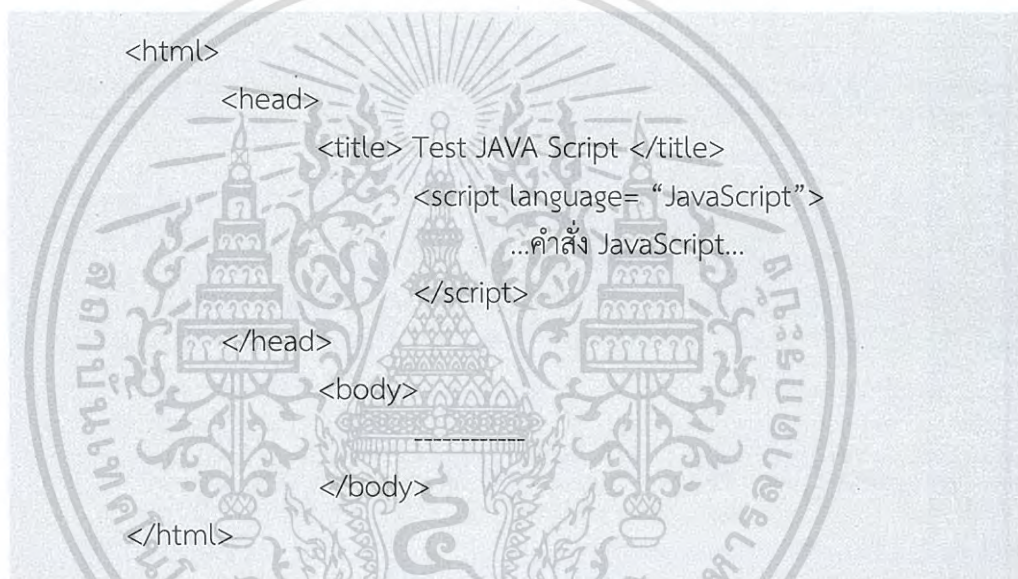 <html>
<head>
<title> Test JAVA Script </title>
<script language= “JavaScript”>
...คำสั่ง JavaScript...
</script>
</head>
<body>
------------
</body>
</html>